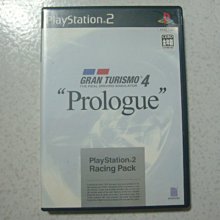 PlayStation 2
GRAN TURISMO 4
THE REAL DRIVING SIMULATOR
"Prologue"
PlayStation 2
Racing Pack